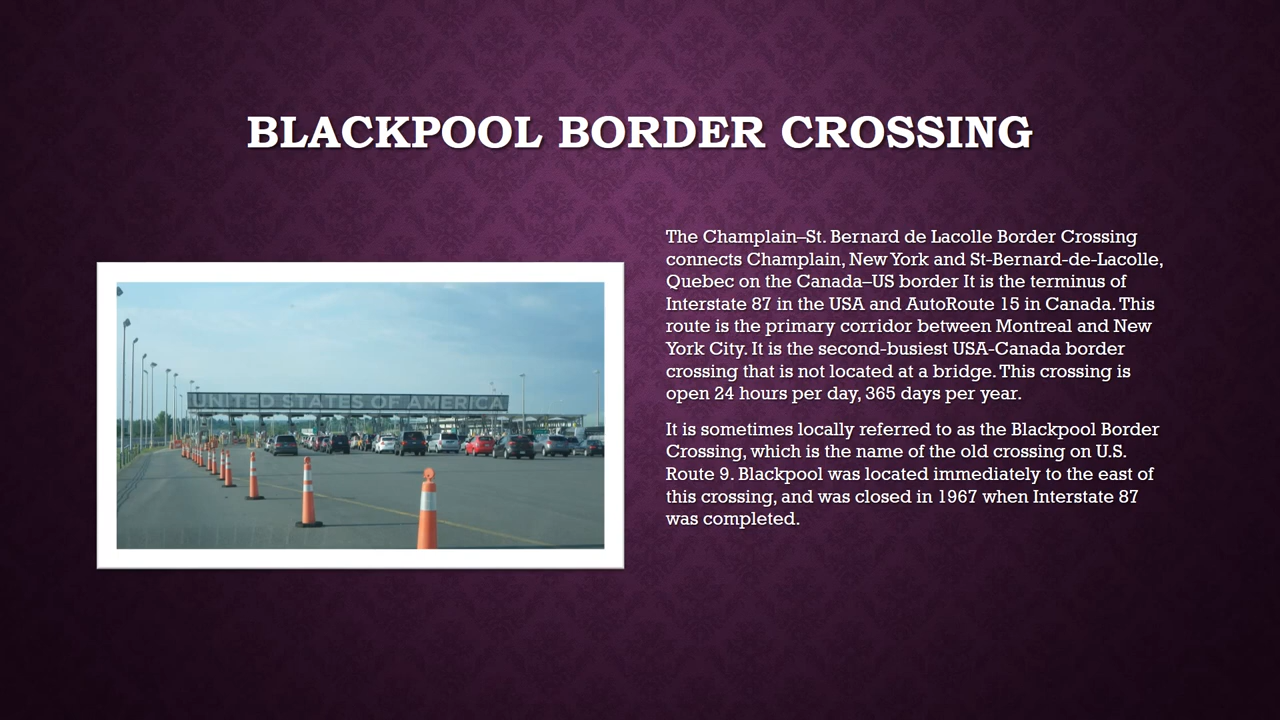 BLACKPOOL BORDER CROSSING
The Champlain–St. Bernard de Lacolle Border Crossing
connects Champlain, New York and St-Bernard-de-Lacolle,
Quebec on the Canada–US border It is the terminus of
Interstate 87 in the USA and AutoRoute 15 in Canada. This
route is the primary corridor between Montreal and New
York City. It is the second-busiest USA-Canada border
crossing that is not located at a bridge. This crossing is
open 24 hours per day, 365 days per year.
It is sometimes locally referred to as the Blackpool Border
Crossing, which is the name of the old crossing on U.S.
Route 9. Blackpool was located immediately to the east of
this crossing, and was closed in 1967 when Interstate 87
was completed.
UNITED STATES OF AMERICA